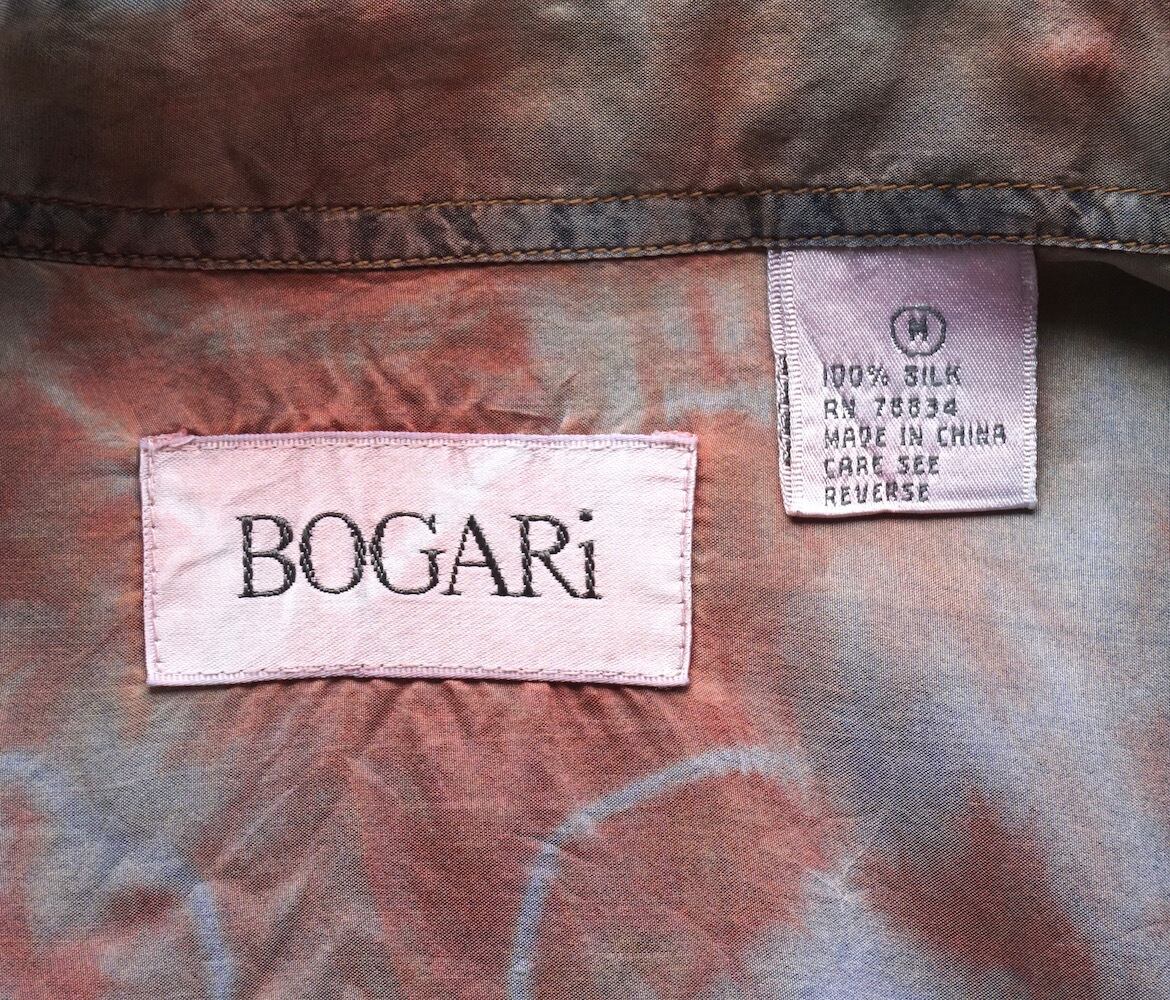 BOGARi
M
100% SILK
RN 76634
MADE IN CHINA
CARE SEE
REVERSE